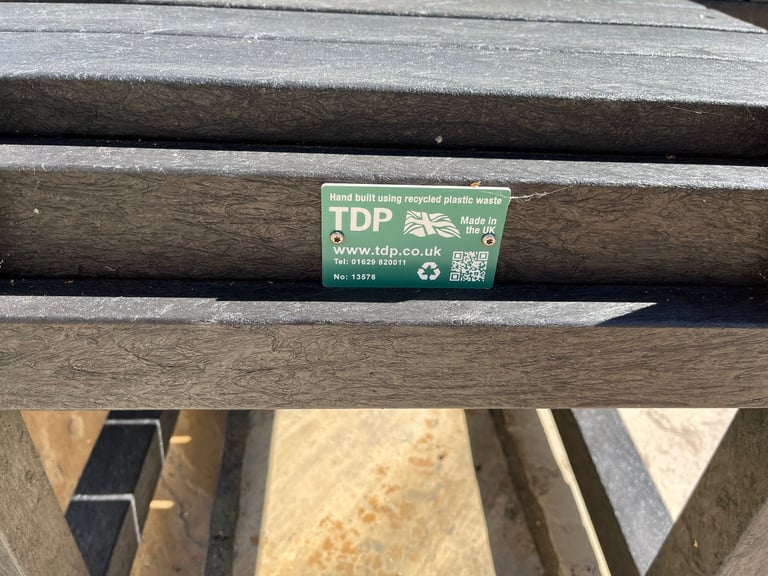 Hand built using recycled plastic waste
TDP
Made in
the UK
www.tdp.co.uk
Tel: 01629 820011
No: 13576